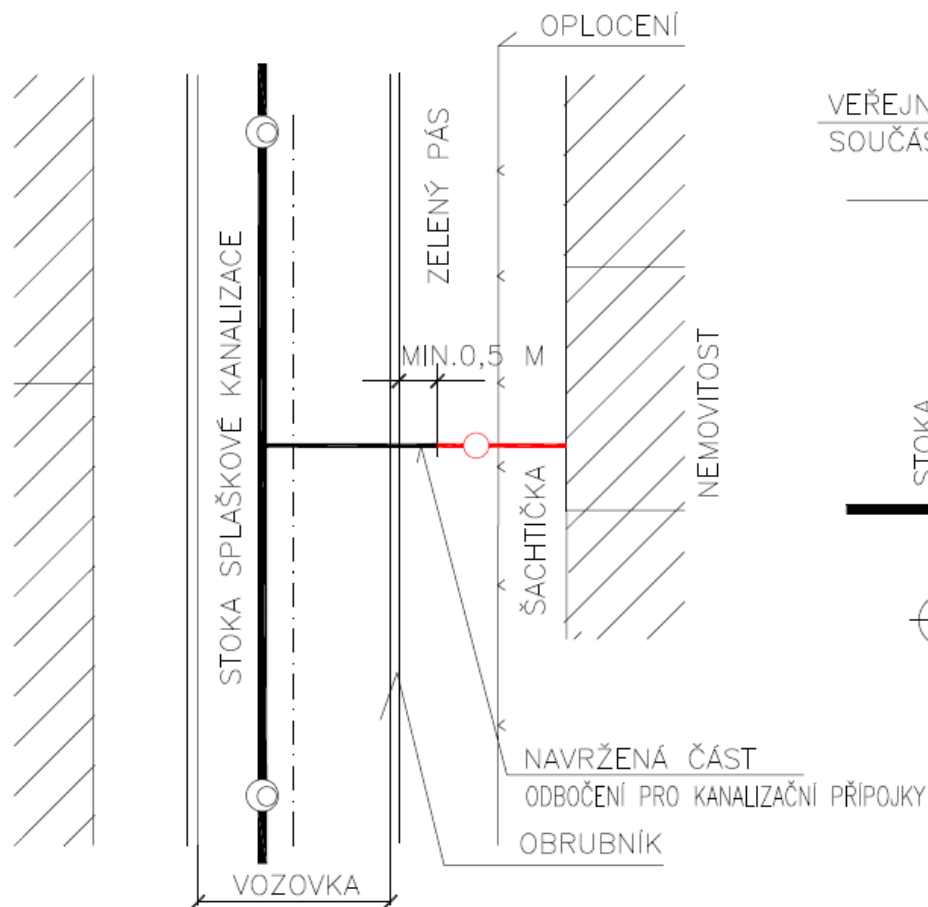 OPLOCENÍ
VEŘEJN
SOUČÁS
ZELENÝ PÁS
STOKA SPLAŠKOVÉ KANALIZACE
MIN.0,5 M
NEMOVITOST
STOKA
ŠACHTIČKA
NAVRŽENÁ ČÁST
ODBOČENÍ PRO KANALIZAČNÍ PŘÍPOJKY
OBRUBNÍK
VOZOVKA